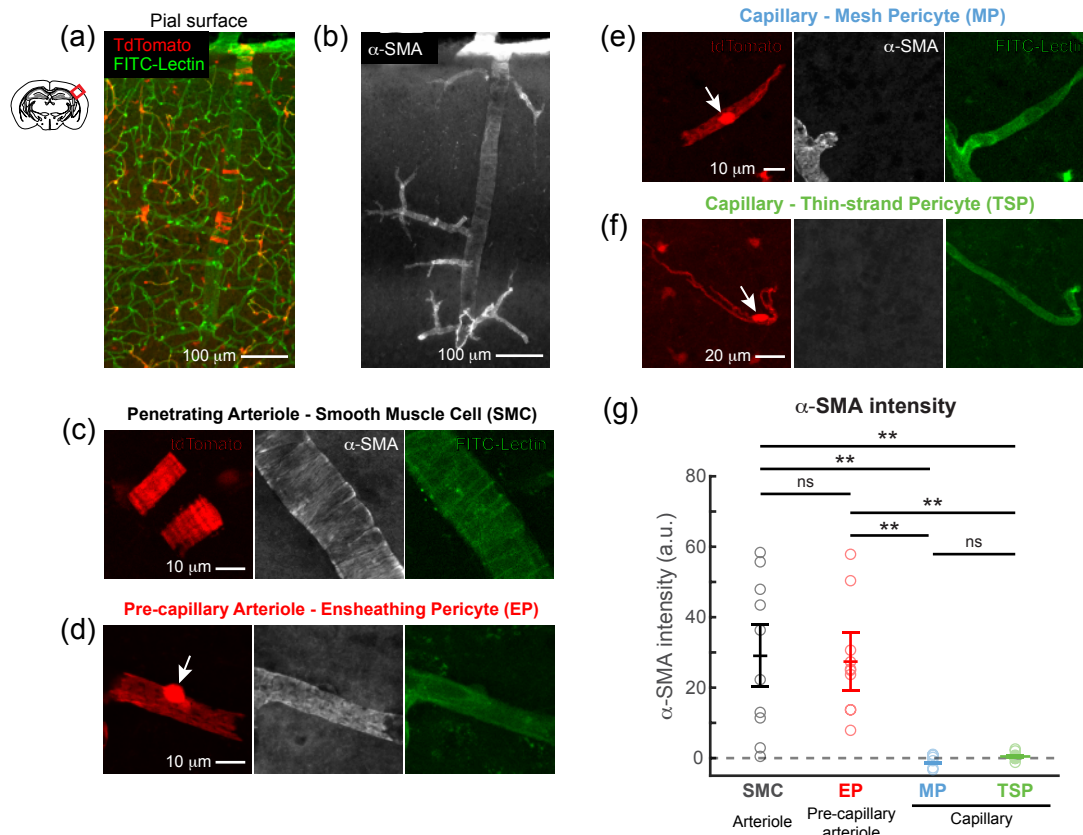 Pial surface
(a)
TdTomato
FITC-Lectin
100 μm
(b)
α-SMA
100 μm
Penetrating Arteriole - Smooth Muscle Cell (SMC)
(c)
tdTomato
α-SMA
FITC-Lectin
10 μm
Pre-capillary Arteriole - Ensheathing Pericyte (EP)
(d)
10 μm
Capillary - Mesh Pericyte (MP)
(e)
tdTomato
α-SMA
FITC-Lectin
10 μm
Capillary - Thin-strand Pericyte (TSP)
(f)
20 μm
(g)
α-SMA intensity
**
**
ns
**
**
ns
α-SMA intensity (a.u.)
80
60
40
20
0
SMC EP MP TSP
Arteriole Pre-capillary arteriole Capillary